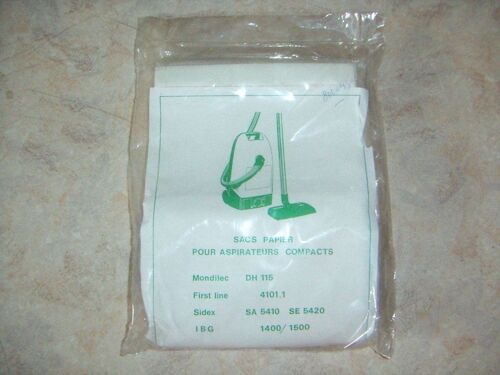 SACS PAPIER
POUR ASPIRATEURS COMPACTS
Mondilec DH 115
First line 4101.1
Sidex SA 5410 SE 5420
IBG 1400/1500